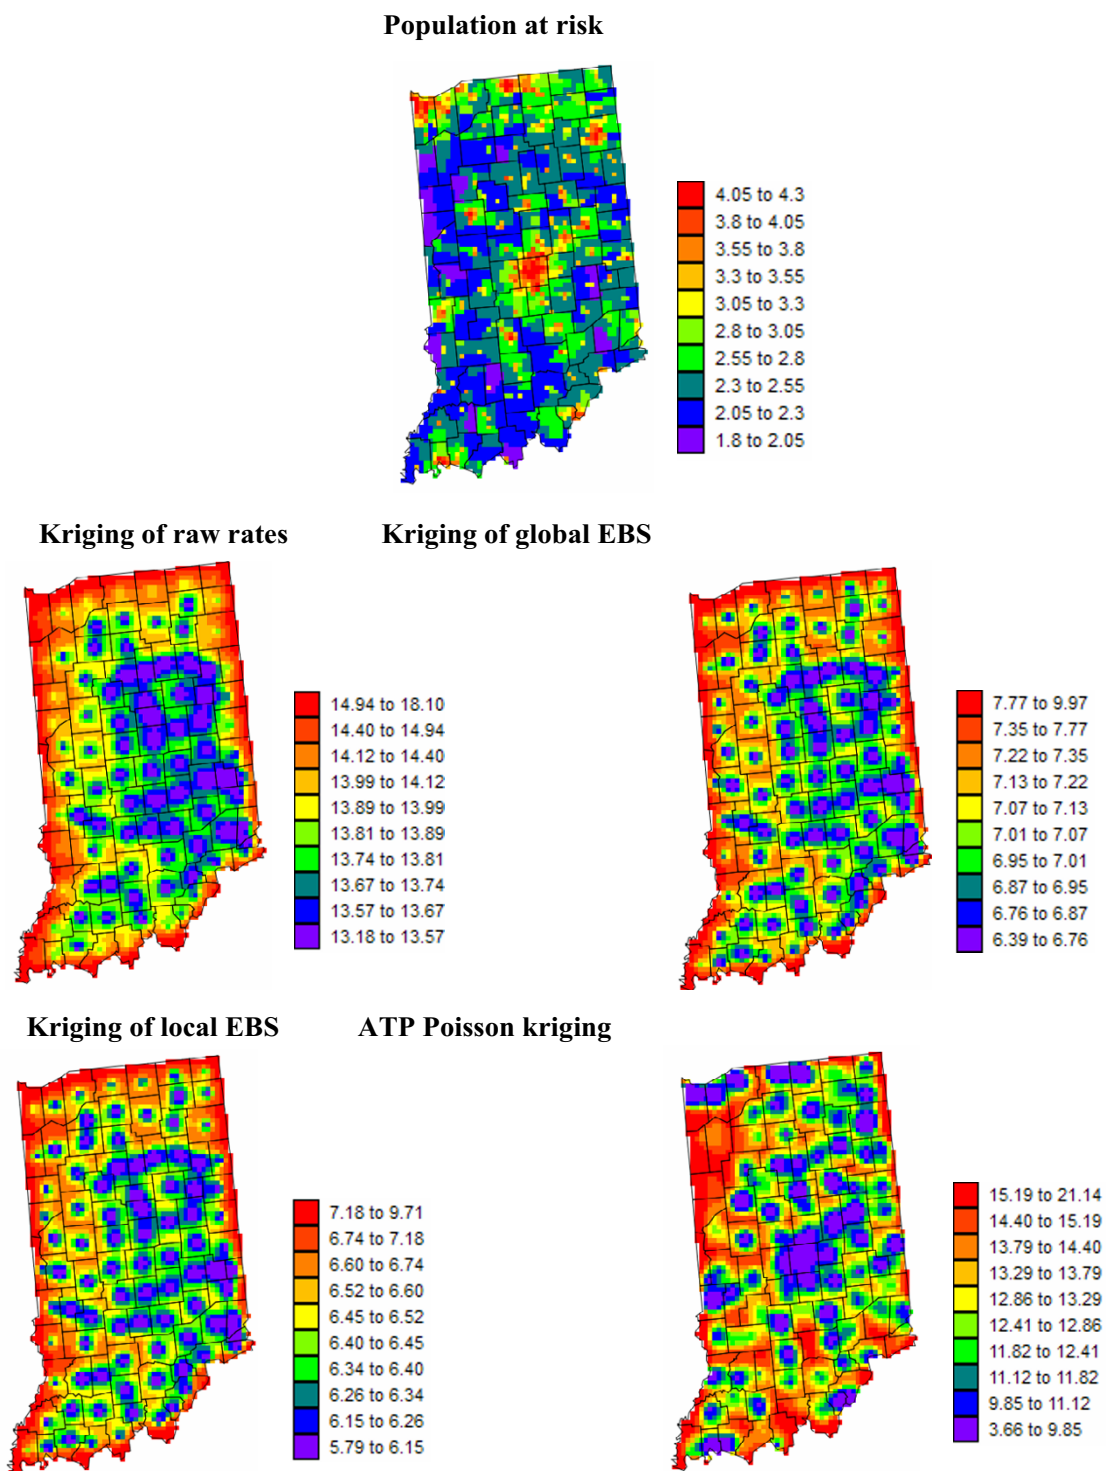 Population at risk
4.05 to 4.3
3.8 to 4.05
3.55 to 3.8
3.3 to 3.55
3.05 to 3.3
2.8 to 3.05
2.55 to 2.8
2.3 to 2.55
2.05 to 2.3
1.8 to 2.05
Kriging of raw rates
Kriging of global EBS
14.94 to 18.10
14.40 to 14.94
14.12 to 14.40
13.99 to 14.12
13.89 to 13.99
13.81 to 13.89
13.74 to 13.81
13.67 to 13.74
13.57 to 13.67
13.18 to 13.57
7.77 to 9.97
7.35 to 7.77
7.22 to 7.35
7.13 to 7.22
7.07 to 7.13
7.01 to 7.07
6.95 to 7.01
6.87 to 6.95
6.76 to 6.87
6.39 to 6.76
Kriging of local EBS
ATP Poisson kriging
7.18 to 9.71
6.74 to 7.18
6.60 to 6.74
6.52 to 6.60
6.45 to 6.52
6.40 to 6.45
6.34 to 6.40
6.26 to 6.34
6.15 to 6.26
5.79 to 6.15
15.19 to 21.14
14.40 to 15.19
13.79 to 14.40
13.29 to 13.79
12.86 to 13.29
12.41 to 12.86
11.82 to 12.41
11.12 to 11.82
9.85 to 11.12
3.66 to 9.85